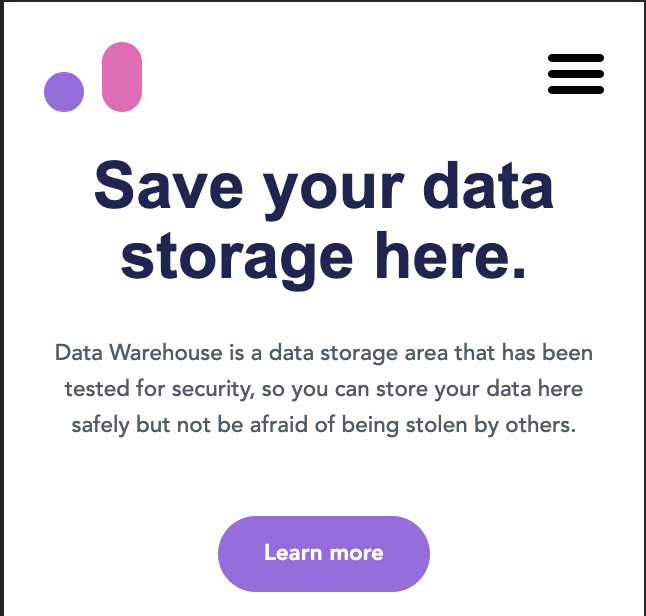 Save your data
storage here.
Data Warehouse is a data storage area that has been
tested for security, so you can store your data here
safely but not be afraid of being stolen by others.
Learn more